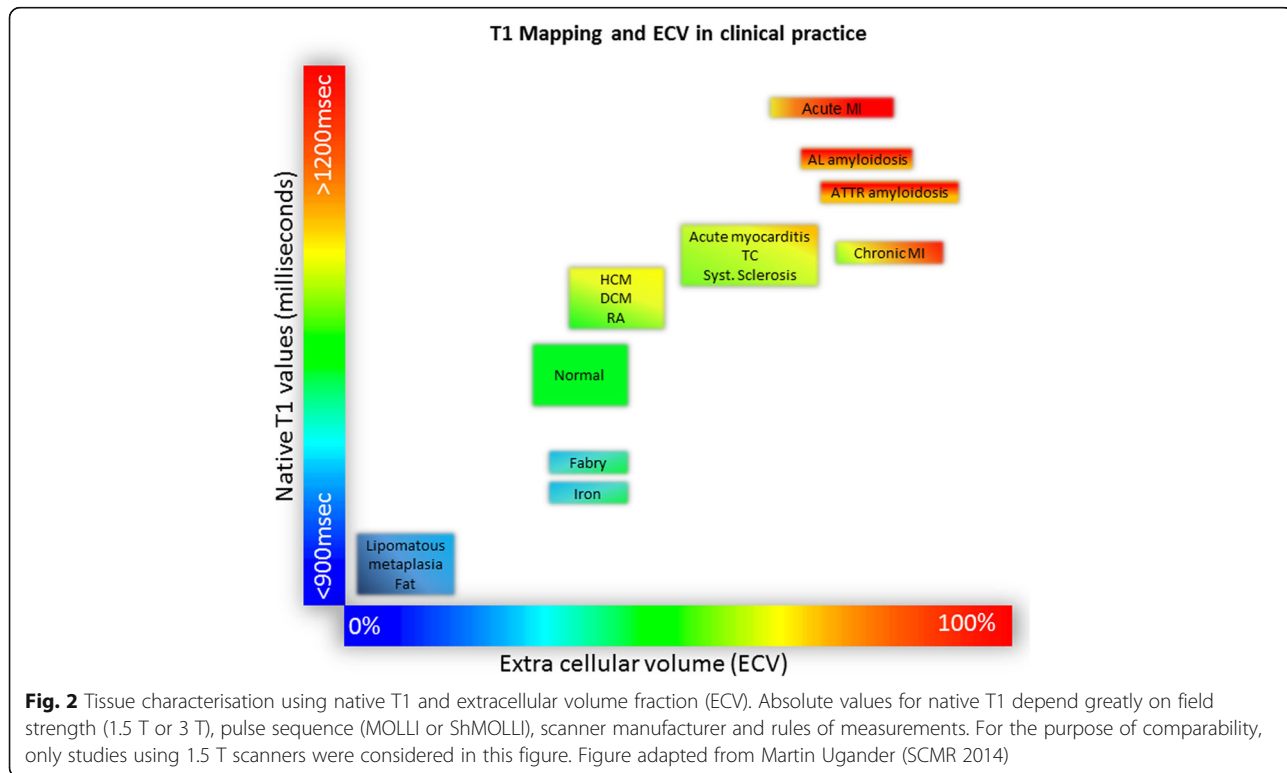 T1 Mapping and ECV in clinical practice
Native T1 values (milliseconds)
>1200msec
<900msec
Acute MI
AL amyloidosis
ATTR amyloidosis
Acute myocarditis
TC
Syst. Sclerosis
Chronic MI
HCM
DCM
RA
Normal
Fabry
Iron
Lipomatous
metaplasia
Fat
0%
100%
Extra cellular volume (ECV)
Fig. 2 Tissue characterisation using native T1 and extracellular volume fraction (ECV). Absolute values for native T1 depend greatly on field
strength (1.5 T or 3 T), pulse sequence (MOLLI or ShMOLLI), scanner manufacturer and rules of measurements. For the purpose of comparability,
only studies using 1.5 T scanners were considered in this figure. Figure adapted from Martin Ugander (SCMR 2014)